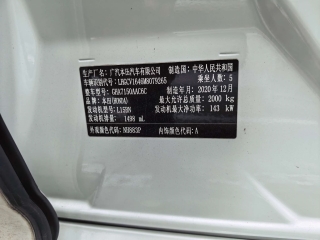 生产厂名：广汽本田汽车有限公司 制造国：中华人民共和国
车辆识别代号：LHGCV1646M8079265 乘坐人数：5
整车型号：GHA7150AAC6C 制造年月：2020年12月
品牌：本田(HONDA) 最大允许总质量：2000 kg
发动机型号：L15BN 发动机最大净功率：143 kW
发动机排量：1498 mL
外观颜色代码：NH883P 内饰颜色代码：A